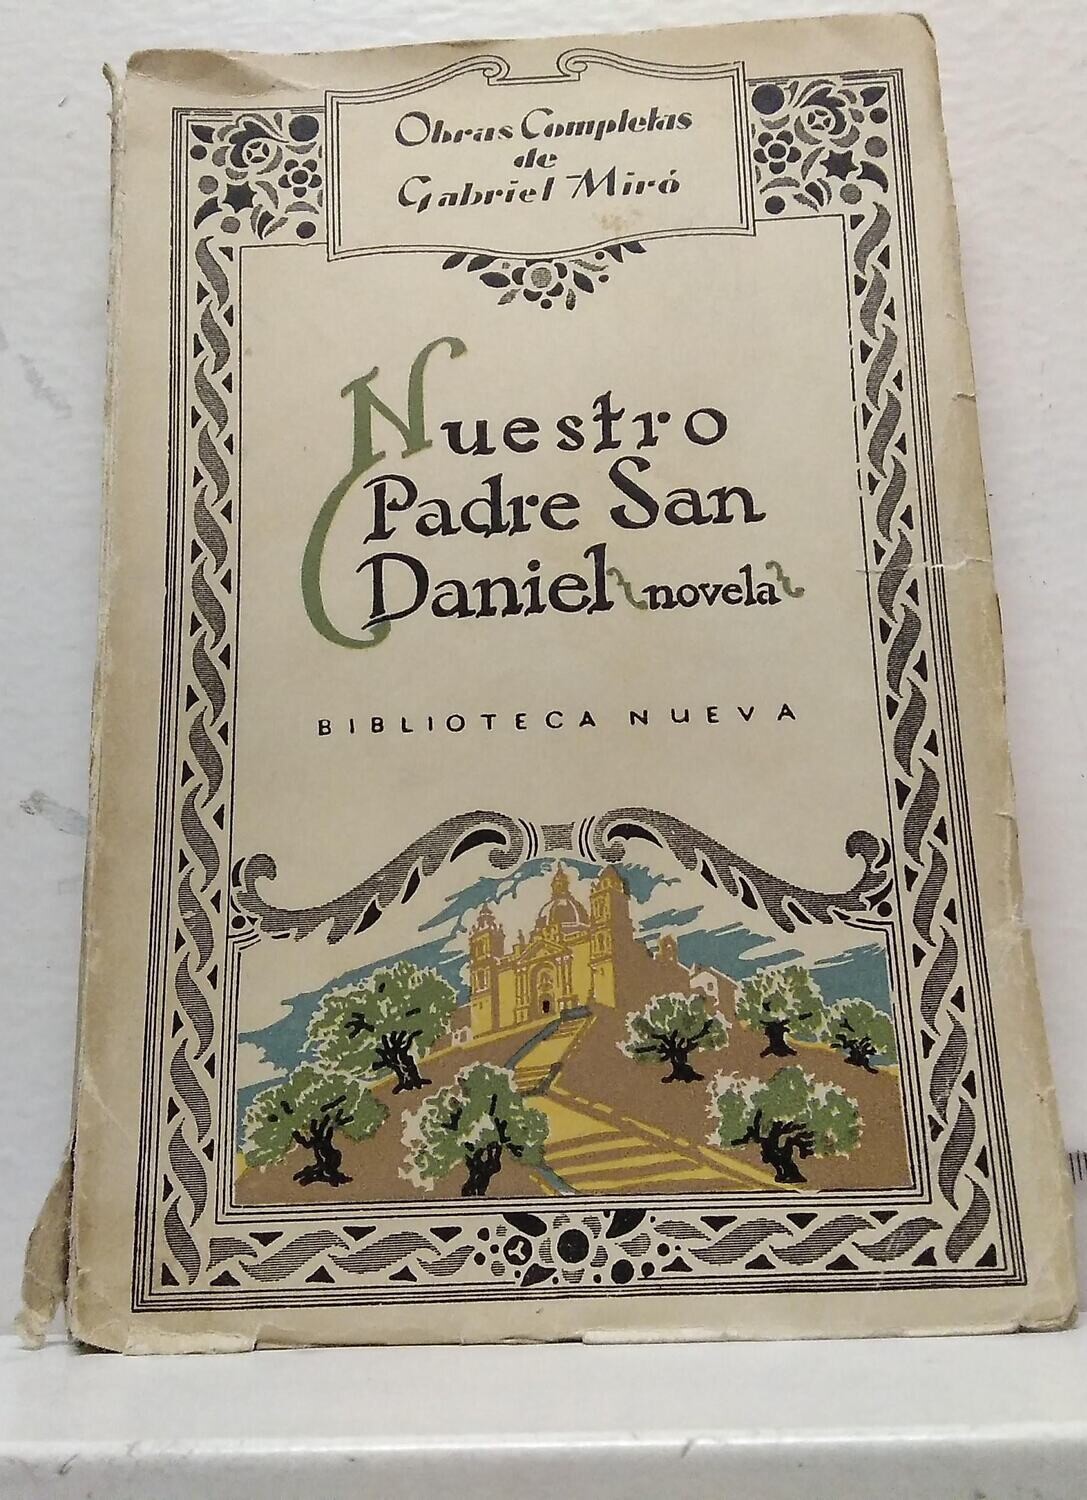 Obras Completas
de
Gabriel Miró
Nuestro
Padre San
Daniel novela
BIBLIOTECA NUEVA